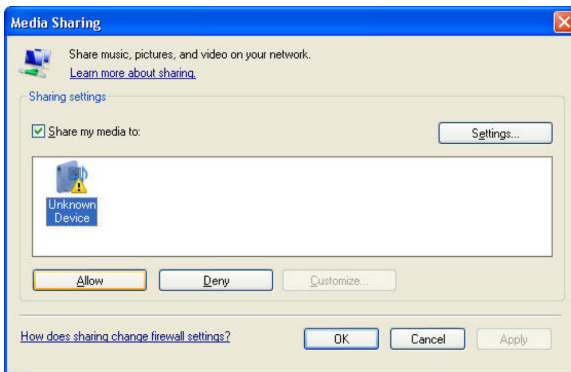 Media Sharing
Share music, pictures, and video on your network.
Learn more about sharing.
Sharing settings
Share my media to:
Settings...
Unknown
Device
Allow
Deny
Customize...
How does sharing change firewall settings?
OK
Cancel
Apply